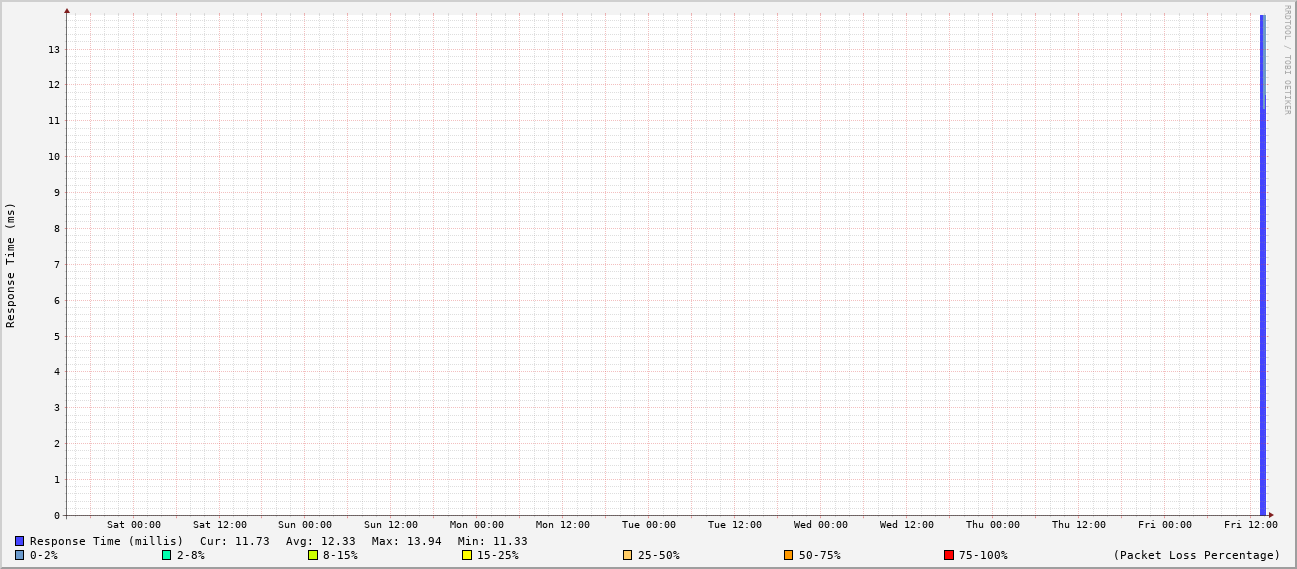 RRDTOOL / TOBI OETIKER
Response Time (ms)
13
12
11
10
9
8
7
6
5
4
3
2
1
0
Sat 00:00 Sat 12:00 Sun 00:00 Sun 12:00 Mon 00:00 Mon 12:00 Tue 00:00 Tue 12:00 Wed 00:00 Wed 12:00 Thu 00:00 Thu 12:00 Fri 00:00 Fri 12:00
Response Time (millis) Cur: 11.73 Avg: 12.33 Max: 13.94 Min: 11.33
0-2% 2-8% 8-15% 15-25% 25-50% 50-75% 75-100% (Packet Loss Percentage)